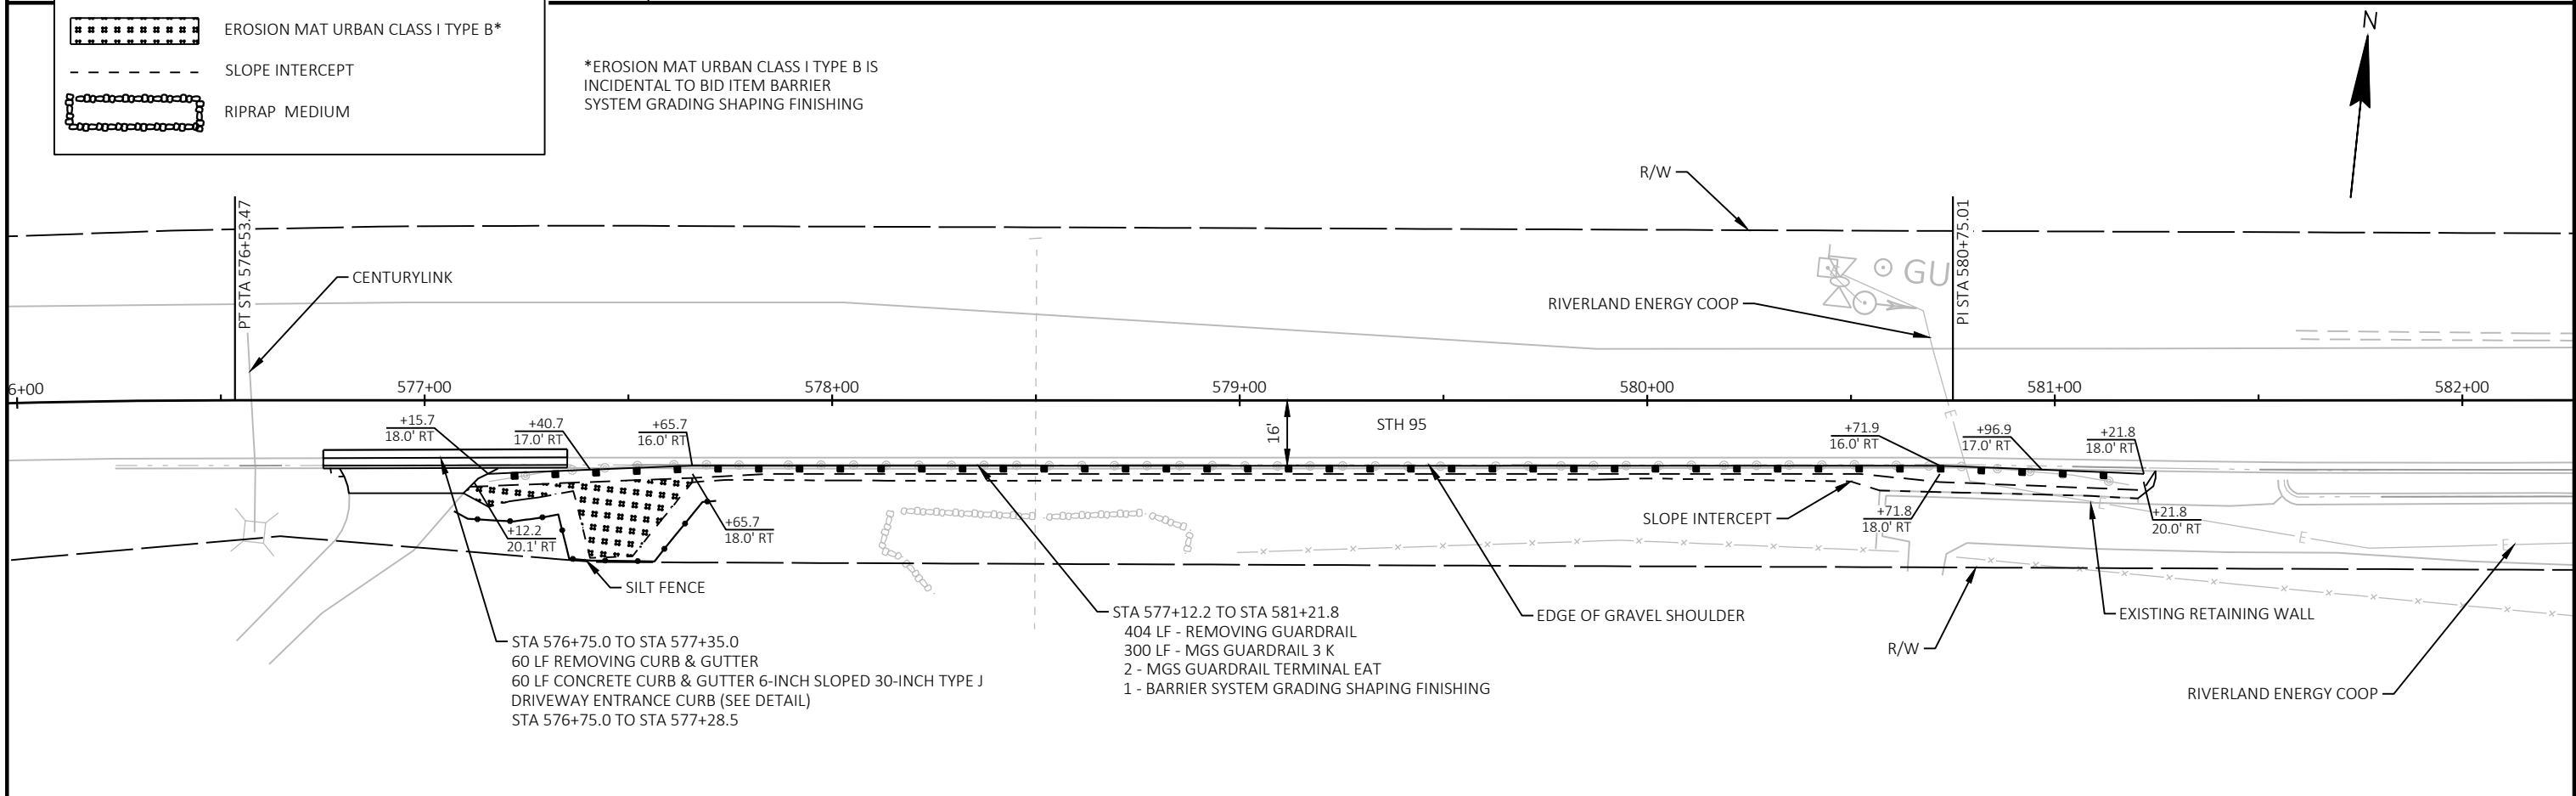 EROSION MAT URBAN CLASS I TYPE B*
SLOPE INTERCEPT
RIPRAP MEDIUM
*EROSION MAT URBAN CLASS I TYPE B IS
INCIDENTAL TO BID ITEM BARRIER
SYSTEM GRADING SHAPING FINISHING
N
R/W
PT STA 576+53.47
CENTURYLINK
GU
RIVERLAND ENERGY COOP
PI STA 580+75.01
6+00
577+00
578+00
579+00
580+00
581+00
582+00
+15.7
18.0' RT
+40.7
17.0' RT
+65.7
16.0' RT
16'
STH 95
+71.9
16.0' RT
+96.9
17.0' RT
+21.8
18.0' RT
E
+12.2
20.1' RT
+65.7
18.0' RT
SLOPE INTERCEPT
+71.8
18.0' RT
E
+21.8
20.0' RT
E
E
SILT FENCE
STA 576+75.0 TO STA 577+35.0
60 LF REMOVING CURB & GUTTER
60 LF CONCRETE CURB & GUTTER 6-INCH SLOPED 30-INCH TYPE J
DRIVEWAY ENTRANCE CURB (SEE DETAIL)
STA 576+75.0 TO STA 577+28.5
STA 577+12.2 TO STA 581+21.8
404 LF - REMOVING GUARDRAIL
300 LF - MGS GUARDRAIL 3 K
2 - MGS GUARDRAIL TERMINAL EAT
1 - BARRIER SYSTEM GRADING SHAPING FINISHING
EDGE OF GRAVEL SHOULDER
R/W
EXISTING RETAINING WALL
RIVERLAND ENERGY COOP